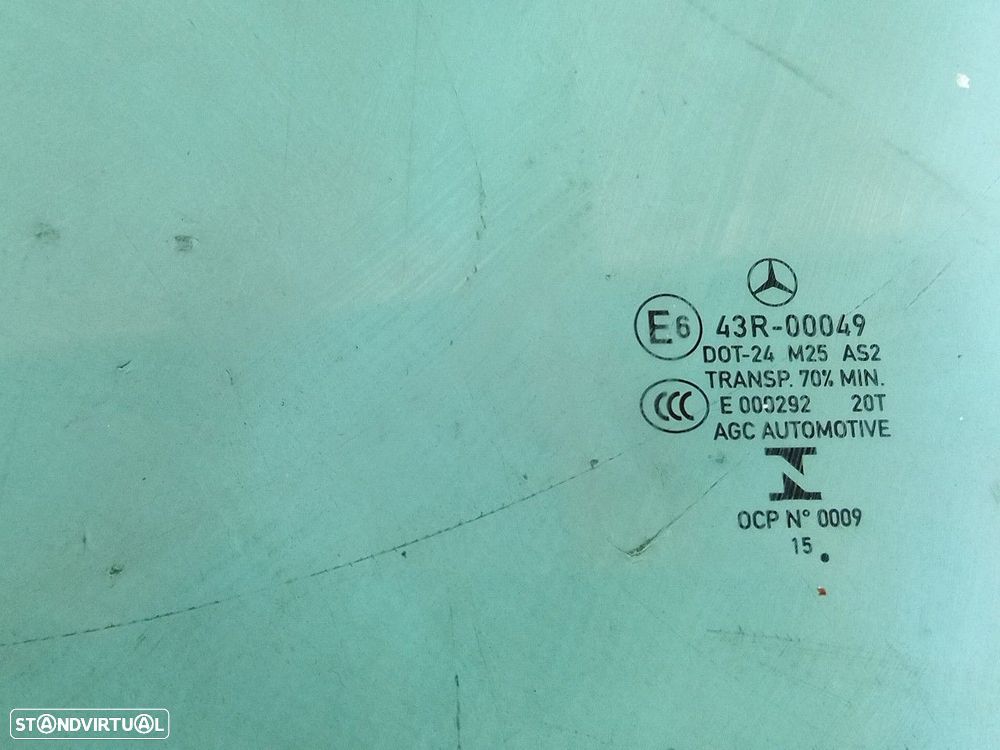 E6 43R-00049
DOT-24 M25 AS2
TRANSP. 70% MIN.
CCC E 000292 20T
AGC AUTOMOTIVE
OCP N° 0009
15
STANDVIRTUAL